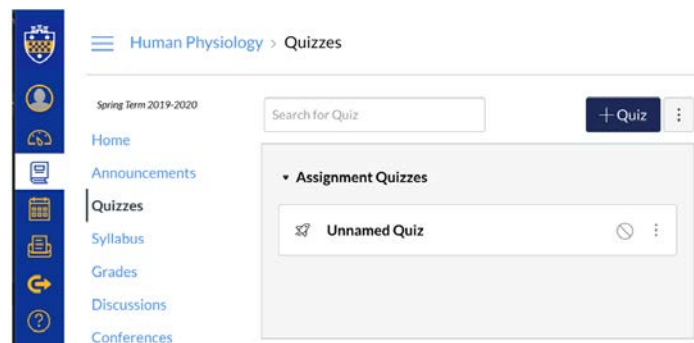 Human Physiology > Quizzes
Spring Term 2019-2020
Home
Announcements
Quizzes
Syllabus
Grades
Discussions
Conferences
Search for Quiz
+ Quiz
Assignment Quizzes
Unnamed Quiz